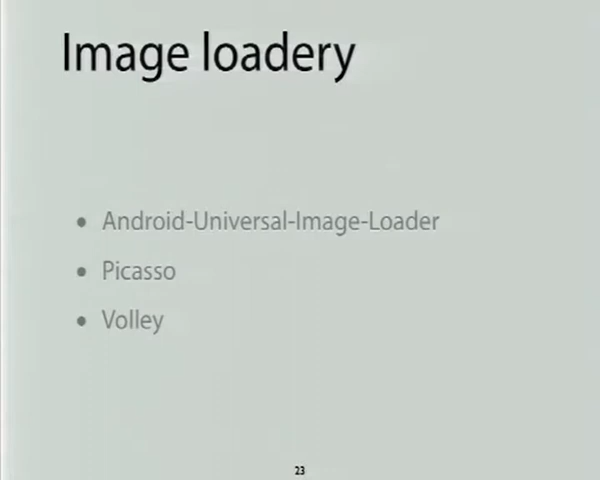 Image loadery
• Android-Universal-Image-Loader
• Picasso
• Volley
23